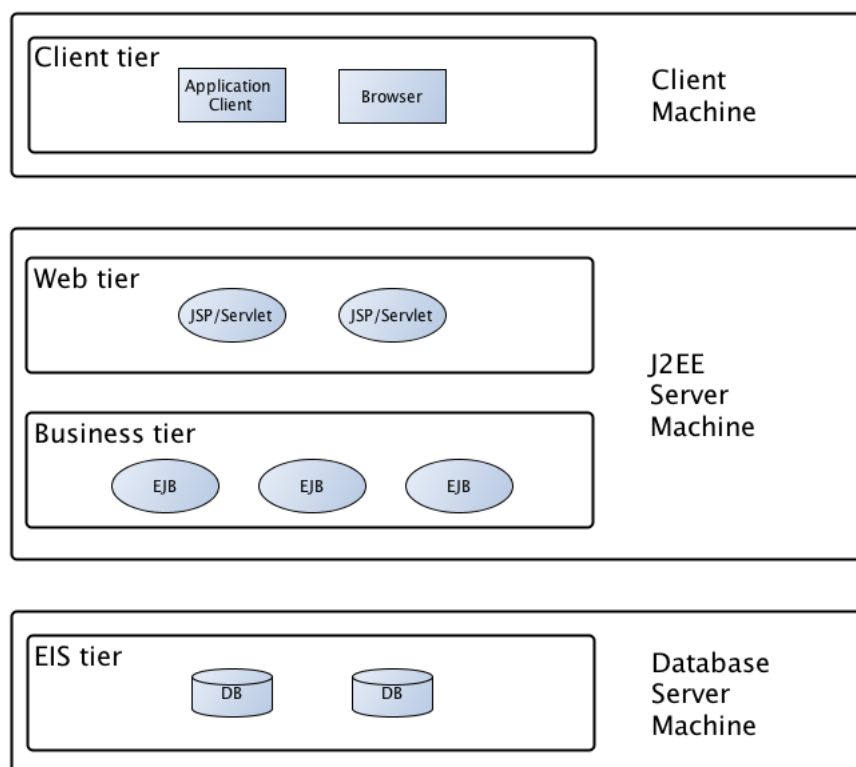 Client tier
Application
Client
Browser
Client
Machine
Web tier
JSP/Servlet
JSP/Servlet
J2EE
Server
Machine
Business tier
EJB
EJB
EJB
EIS tier
DB
DB
Database
Server
Machine